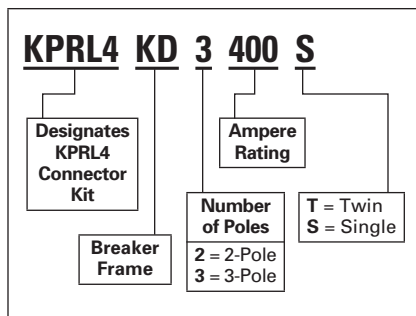 KPRL4 KD 3 400 S
Designates
KPRL4
Connector
Kit
Ampere
Rating
Number
of Poles
2 = 2-Pole
3 = 3-Pole
T = Twin
S = Single
Breaker
Frame